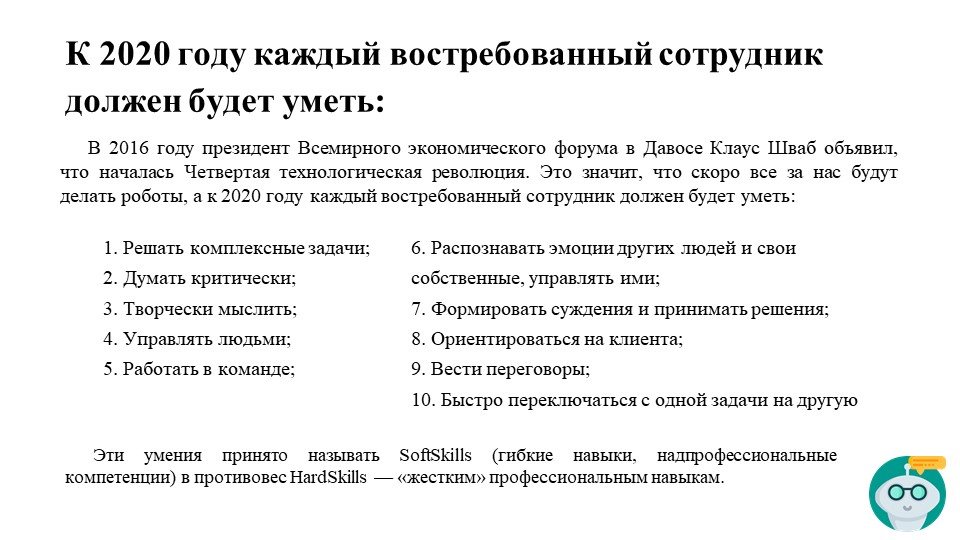 К 2020 году каждый востребованный сотрудник
должен будет уметь:
В 2016 году президент Всемирного экономического форума в Давосе Клаус Шваб объявил,
что началась Четвертая технологическая революция. Это значит, что скоро все за нас будут
делать роботы, а к 2020 году каждый востребованный сотрудник должен будет уметь:
1. Решать комплексные задачи;
2. Думать критически;
3. Творчески мыслить;
4. Управлять людьми;
5. Работать в команде;
6. Распознавать эмоции других людей и свои
собственные, управлять ими;
7. Формировать суждения и принимать решения;
8. Ориентироваться на клиента;
9. Вести переговоры;
10. Быстро переключаться с одной задачи на другую
Эти умения принято называть SoftSkills (гибкие навыки, надпрофессиональные
компетенции) в противовес HardSkills — «жестким» профессиональным навыкам.